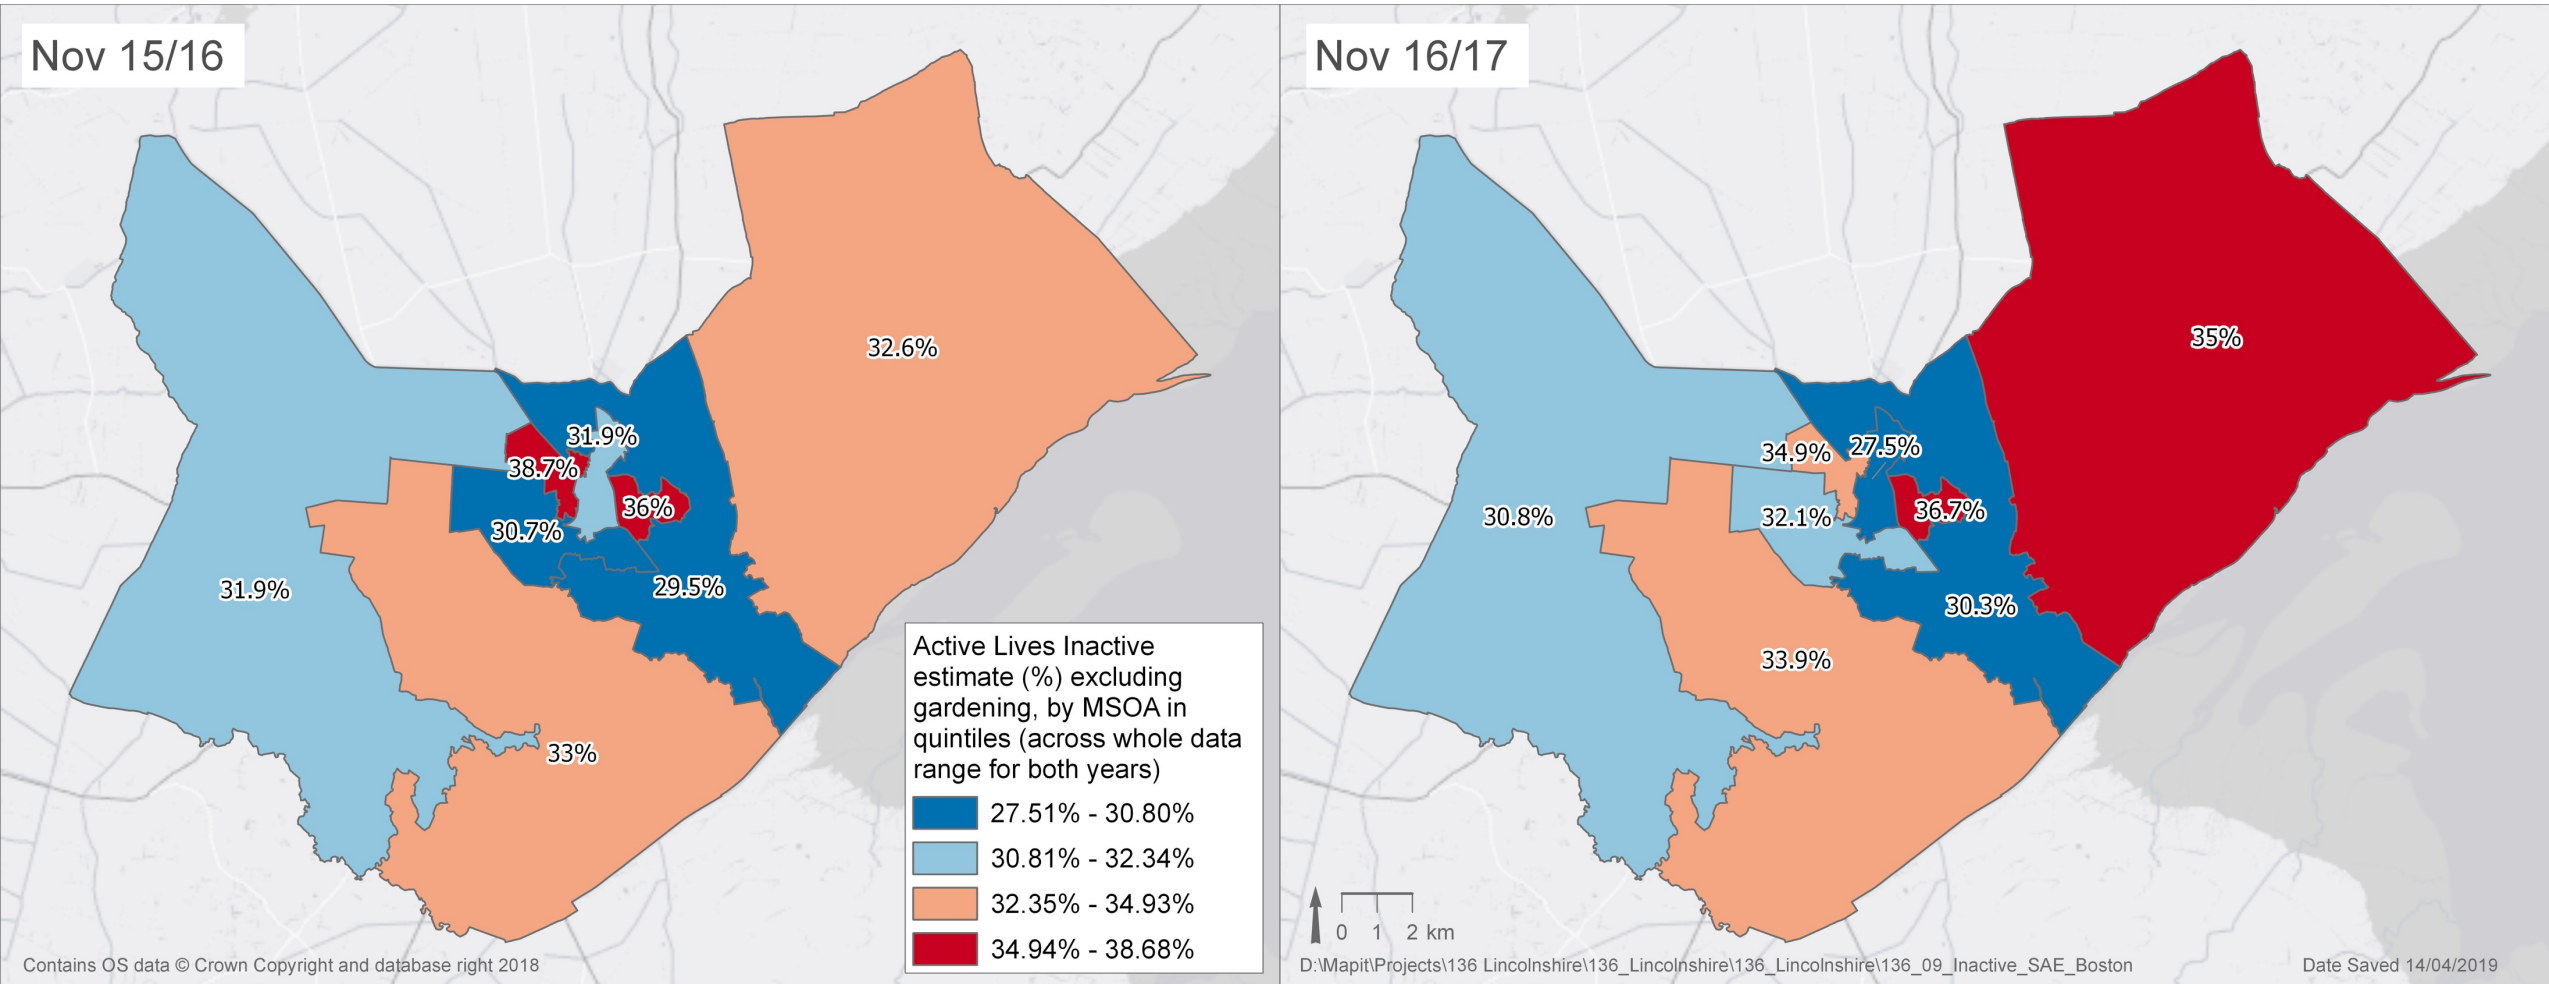 Nov 15/16
32.6%
31.9%
38.7%
36%
30.7%
29.5%
31.9%
33%
Active Lives Inactive
estimate (%) excluding
gardening, by MSOA in
quintiles (across whole data
range for both years)
27.51% - 30.80%
30.81% - 32.34%
32.35% - 34.93%
34.94% - 38.68%
Contains OS data © Crown Copyright and database right 2018
Nov 16/17
35%
27.5%
34.9%
36.7%
30.8%
32.1%
30.3%
33.9%
0 1 2 km
D:\Mapit\Projects\136 Lincolnshire\136_Lincolnshire\136_Lincolnshire\136_09_Inactive_SAE_Boston
Date Saved 14/04/2019